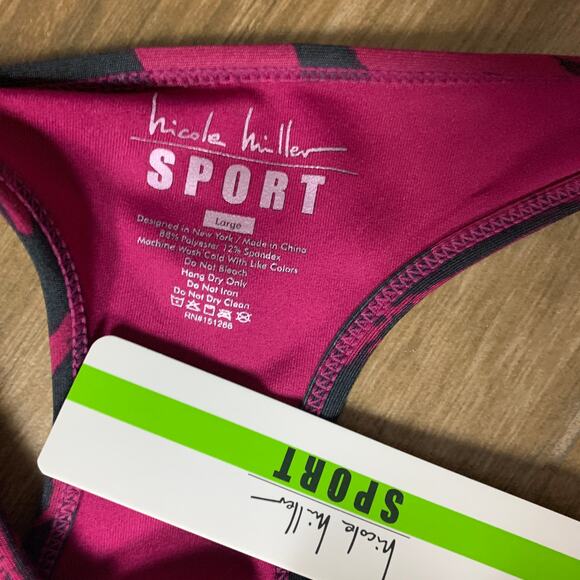 nicole miller
SPORT
Large
Designed in New York / Made in China
88% Polyester 12% Spandex
Machine Wash Cold With Like Colors
Do Not Bleach
Hang Dry Only
Do Not Iron
Do Not Dry Clean
RN#151266
nicole miller
SPORT